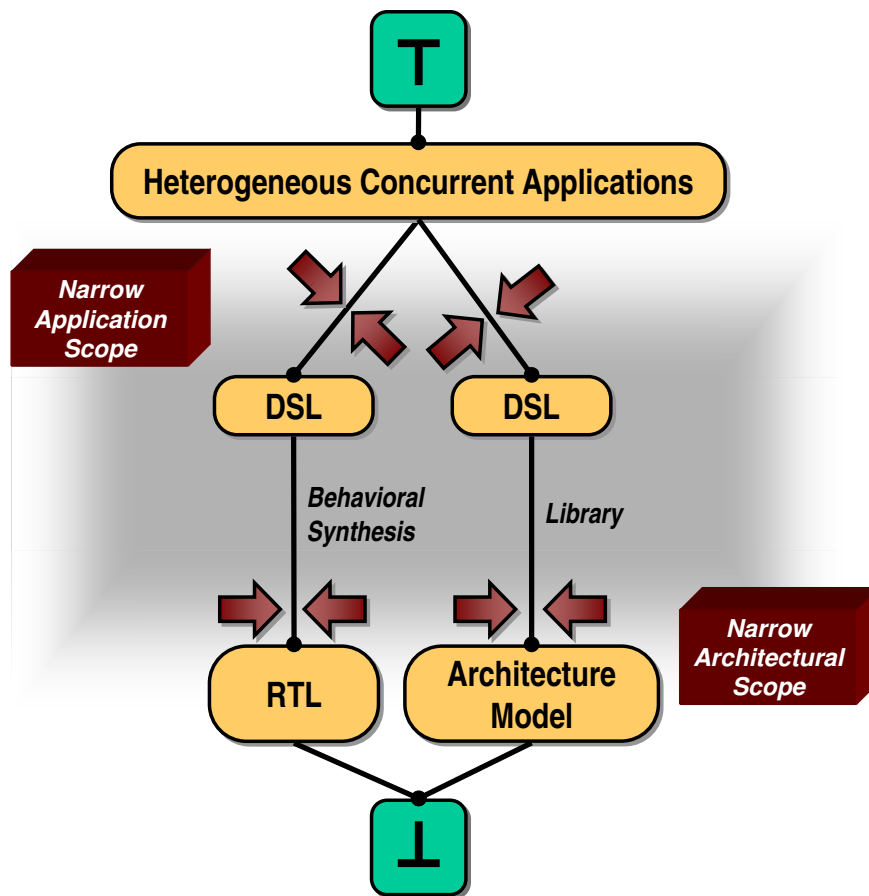 ⊤
Heterogeneous Concurrent Applications
Narrow
Application
Scope
DSL
DSL
Behavioral
Synthesis
Library
Narrow
Architectural
Scope
RTL
Architecture
Model
⊥